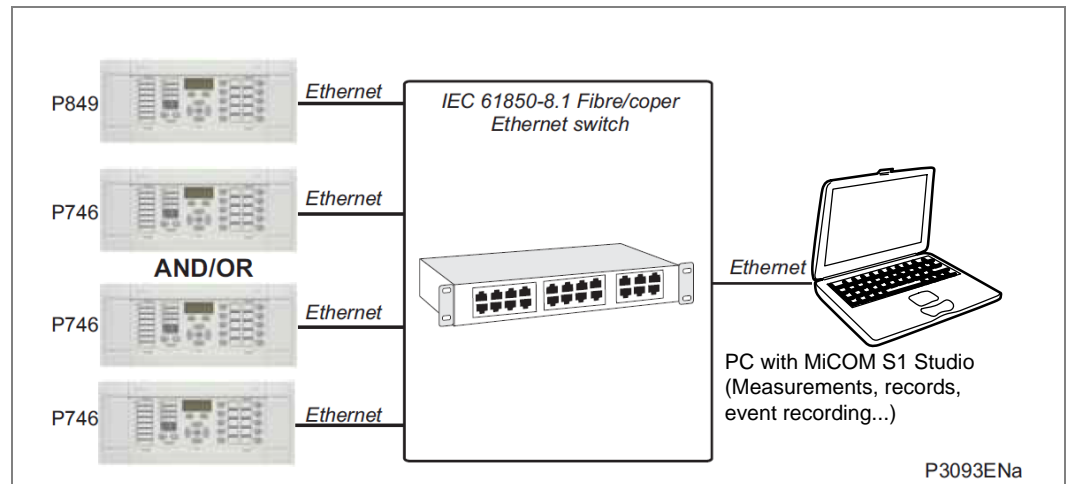 P849
Ethernet
IEC 61850-8.1 Fibre/coper
Ethernet switch
P746
Ethernet
AND/OR
Ethernet
P746
Ethernet
PC with MiCOM S1 Studio
(Measurements, records,
event recording...)
P746
Ethernet
P3093ENa